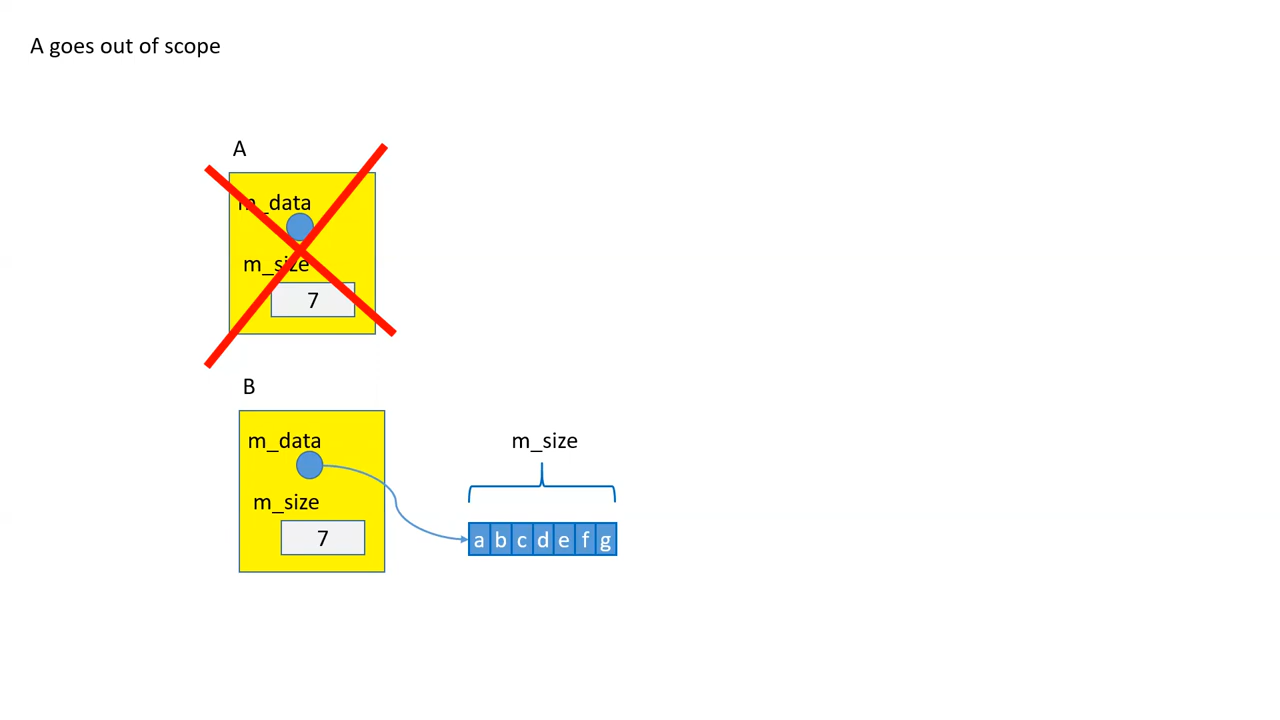 A goes out of scope
A
m_data
m_size
7
B
m_data
m_size
m_size
7
a b c d e f g